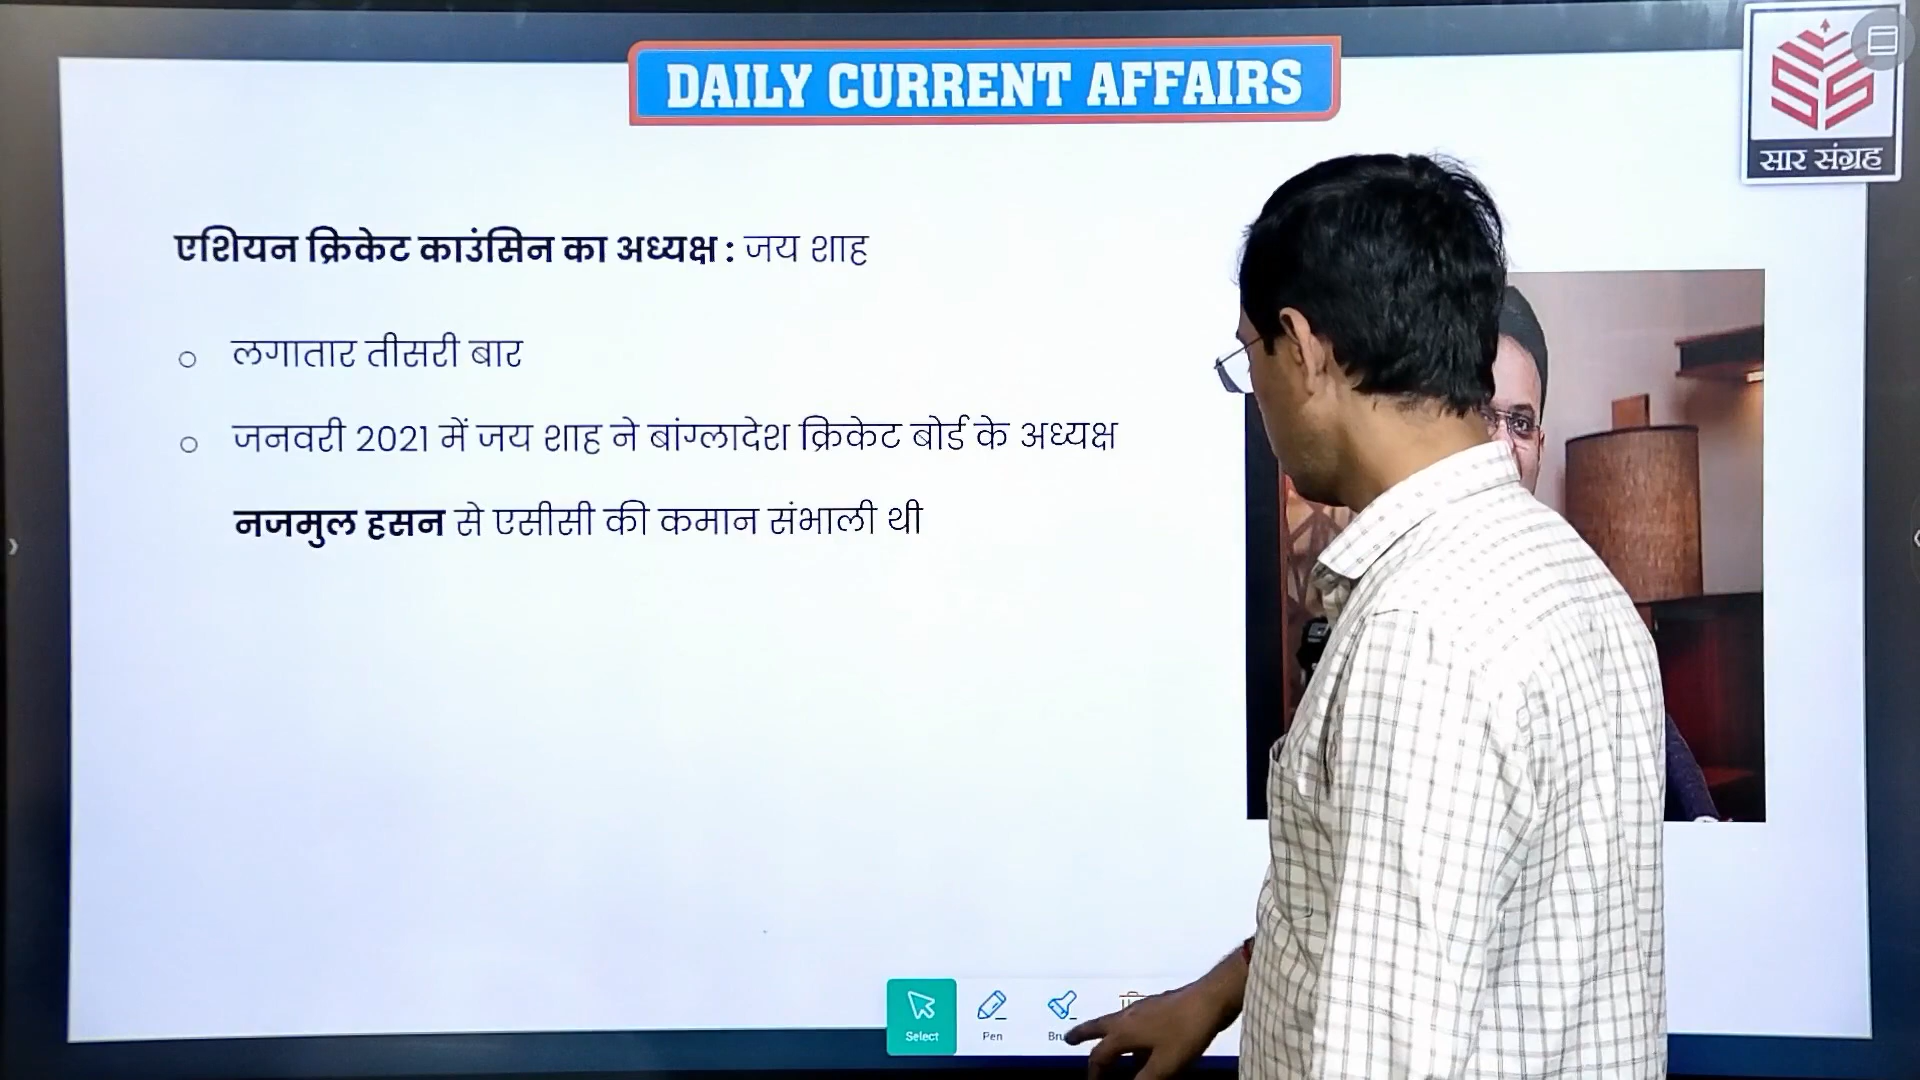 DAILY CURRENT AFFAIRS
सार संग्रह
एशियन क्रिकेट काउंसिन का अध्यक्ष : जय शाह
लगातार तीसरी बार
जनवरी 2021 में जय शाह ने बांग्लादेश क्रिकेट बोर्ड के अध्यक्ष
नजमुल हसन से एसीसी की कमान संभाली थी
Select Pen